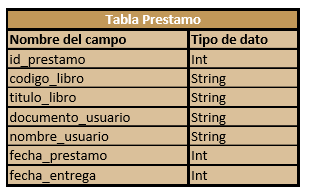 Tabla Prestamo
Nombre del campo Tipo de dato
id_prestamo Int
codigo_libro String
titulo_libro String
documento_usuario String
nombre_usuario String
fecha_prestamo Int
fecha_entrega Int